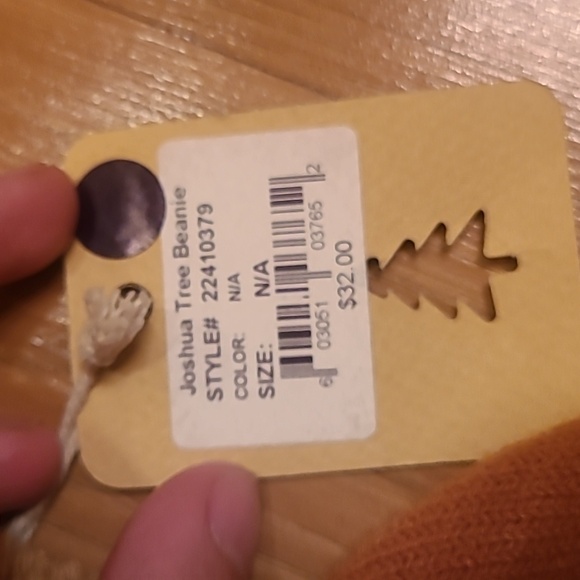 Joshua Tree Beanie
STYLE# 22410379
COLOR: N/A
SIZE: N/A
6 03051 03765 2
$32.00